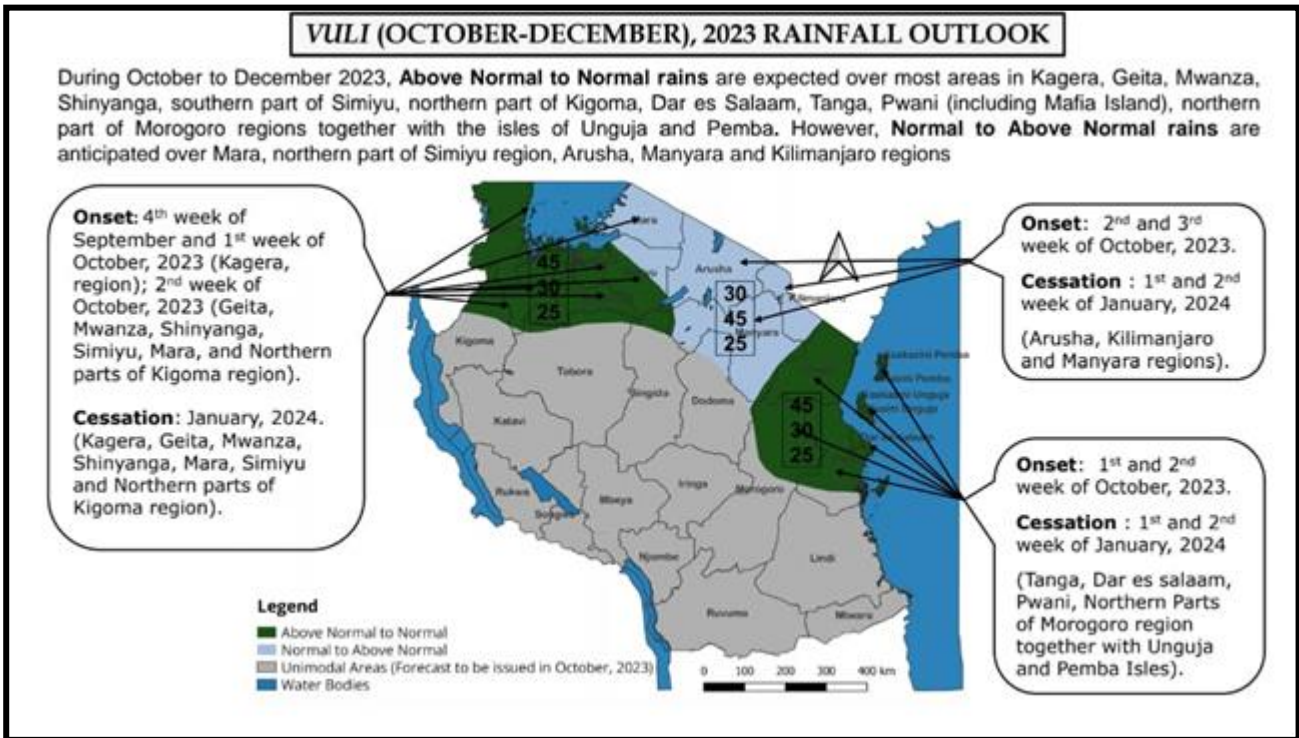 VULI (OCTOBER-DECEMBER), 2023 RAINFALL OUTLOOK
During October to December 2023, Above Normal to Normal rains are expected over most areas in Kagera, Geita, Mwanza,
Shinyanga, southern part of Simiyu, northern part of Kigoma, Dar es Salaam, Tanga, Pwani (including Mafia Island), northern
part of Morogoro regions together with the isles of Unguja and Pemba. However, Normal to Above Normal rains are
anticipated over Mara, northern part of Simiyu region, Arusha, Manyara and Kilimanjaro regions
Onset: 4th week of
September and 1st week of
October, 2023 (Kagera,
region); 2nd week of
October, 2023 (Geita,
Mwanza, Shinyanga,
Simiyu, Mara, and Northern
parts of Kigoma region).
Cessation: January, 2024.
(Kagera, Geita, Mwanza,
Shinyanga, Mara, Simiyu
and Northern parts of
Kigoma region).
Arusha
Manyara
45
30
25
30
45
25
45
30
25
Kigoma
Tobora
Singida
Dodoma
Katavi
Rukwa
Mbeya
Iringa
Morogoro
Njombe
Lindi
Ruvuma
Mtwara
Onset: 2nd and 3rd
week of October, 2023.
Cessation : 1st and 2nd
week of January, 2024
(Arusha, Kilimanjaro
and Manyara regions).
Onset: 1st and 2nd
week of October, 2023.
Cessation : 1st and 2nd
week of January, 2024
(Tanga, Dar es salaam,
Pwani, Northern Parts
of Morogoro region
together with Unguja
and Pemba Isles).
Legend
Above Normal to Normal
Normal to Above Normal
Unimodal Areas (Forecast to be issued in October, 2023)
Water Bodies
0 100 200 300 400 km